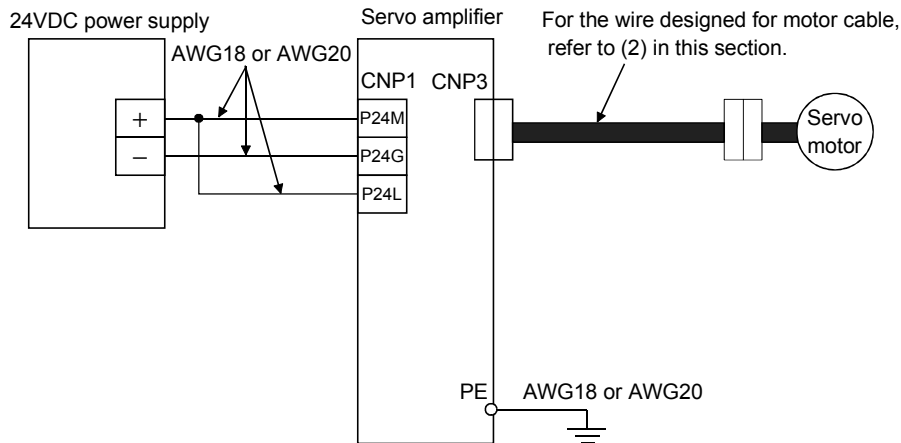 24VDC power supply
Servo amplifier
For the wire designed for motor cable,
refer to (2) in this section.
AWG18 or AWG20
CNP1
CNP3
+
P24M
−
P24G
P24L
Servo
motor
PE
AWG18 or AWG20